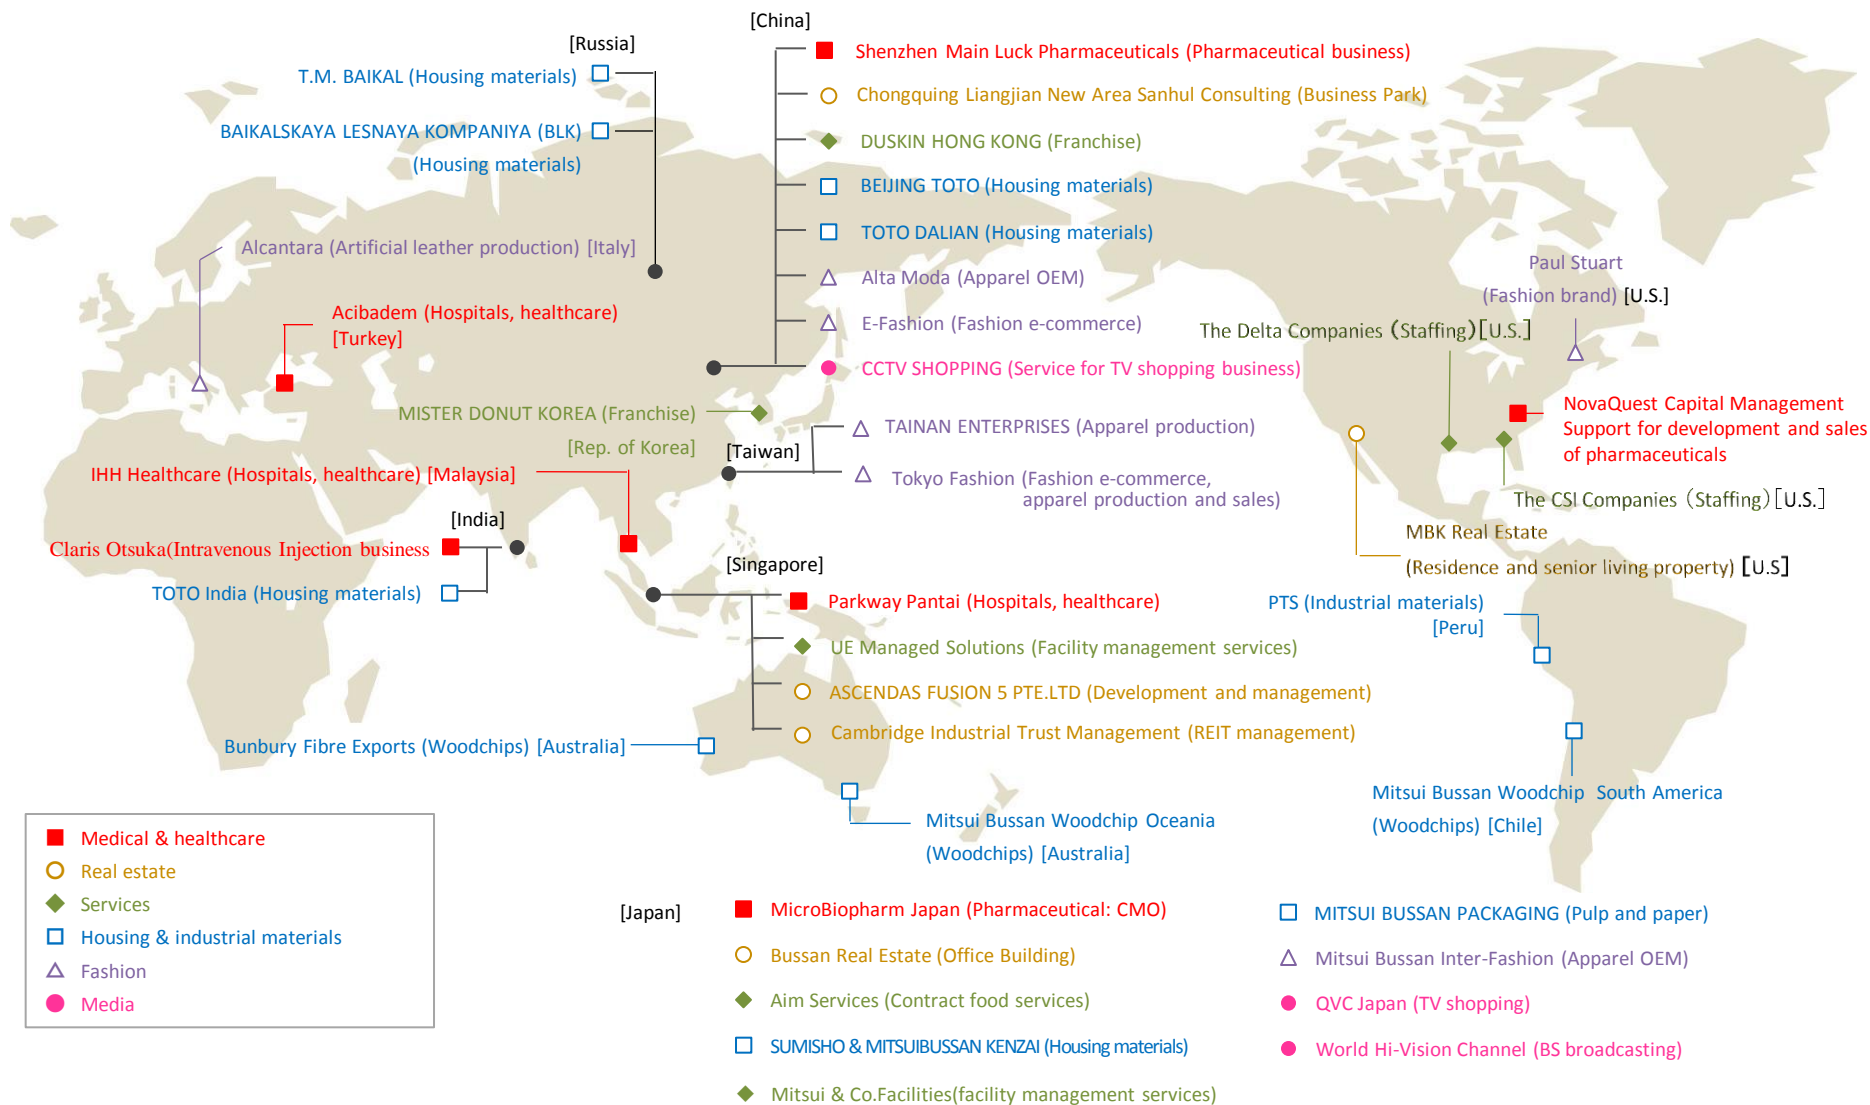 [China]
[Russia]
Shenzhen Main Luck Pharmaceuticals (Pharmaceutical business)
T.M. BAIKAL (Housing materials)
Chongquing Liangjian New Area Sanhul Consulting (Business Park)
BAIKALSKAYA LESNAYA KOMPANIYA (BLK)
(Housing materials)
DUSKIN HONG KONG (Franchise)
BEIJING TOTO (Housing materials)
TOTO DALIAN (Housing materials)
Alcantara (Artificial leather production) [Italy]
Alta Moda (Apparel OEM)
Paul Stuart
(Fashion brand) [U.S.]
Acibadem (Hospitals, healthcare)
[Turkey]
E-Fashion (Fashion e-commerce)
The Delta Companies (Staffing)[U.S.]
CCTV SHOPPING (Service for TV shopping business)
MISTER DONUT KOREA (Franchise)
[Rep. of Korea]
NovaQuest Capital Management
Support for development and sales
of pharmaceuticals
TAINAN ENTERPRISES (Apparel production)
[Taiwan]
IHH Healthcare (Hospitals, healthcare) [Malaysia]
Tokyo Fashion (Fashion e-commerce,
apparel production and sales)
The CSI Companies (Staffing)[U.S.]
[India]
MBK Real Estate
(Residence and senior living property) [U.S]
Claris Otsuka(Intravenous Injection business
TOTO India (Housing materials)
[Singapore]
Parkway Pantai (Hospitals, healthcare)
PTS (Industrial materials)
[Peru]
UE Managed Solutions (Facility management services)
ASCENDAS FUSION 5 PTE.LTD (Development and management)
Cambridge Industrial Trust Management (REIT management)
Bunbury Fibre Exports (Woodchips) [Australia]
Mitsui Bussan Woodchip Oceania
(Woodchips) [Australia]
Mitsui Bussan Woodchip South America
(Woodchips) [Chile]
Medical & healthcare
Real estate
Services
Housing & industrial materials
Fashion
Media
[Japan]
MicroBiopharm Japan (Pharmaceutical: CMO)
Bussan Real Estate (Office Building)
Aim Services (Contract food services)
SUMISHO & MITSUIBUSSAN KENZAI (Housing materials)
Mitsui & Co.Facilities(facility management services)
MITSUI BUSSAN PACKAGING (Pulp and paper)
Mitsui Bussan Inter-Fashion (Apparel OEM)
QVC Japan (TV shopping)
World Hi-Vision Channel (BS broadcasting)